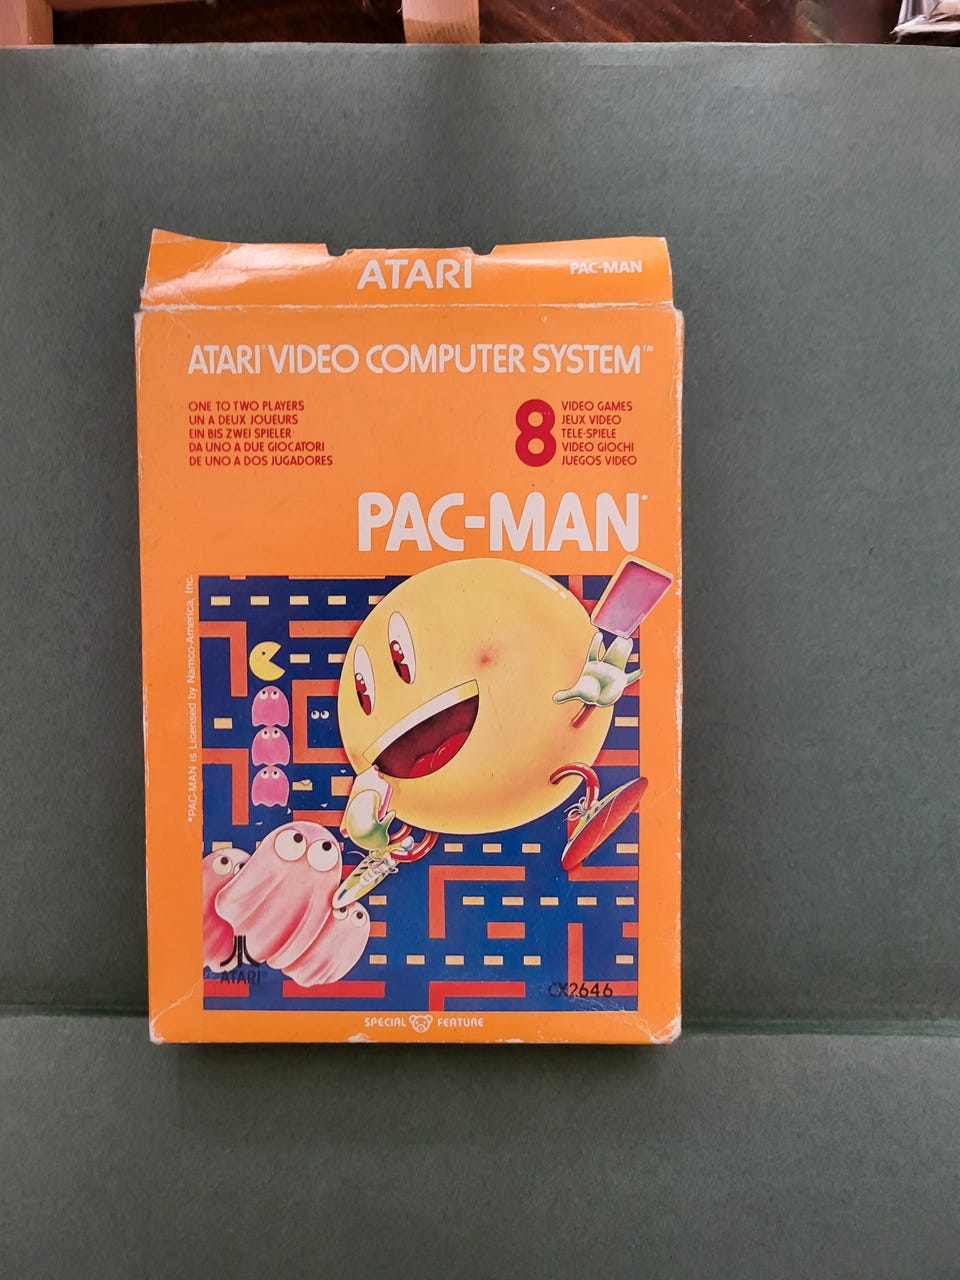 ATARI
PAC-MAN
ATARI® VIDEO COMPUTER SYSTEM™
ONE TO TWO PLAYERS
UN A DEUX JOUEURS
EIN BIS ZWEI SPIELER
DA UNO A DUE GIOCATORI
DE UNO A DOS JUGADORES
8
VIDEO GAMES
JEUX VIDEO
TELE-SPIELE
VIDEO GIOCHI
JUEGOS VIDEO
PAC-MAN*
*PAC-MAN is Licensed by Namco-America, Inc.
ATARI®
CX2646
SPECIAL FEATURE